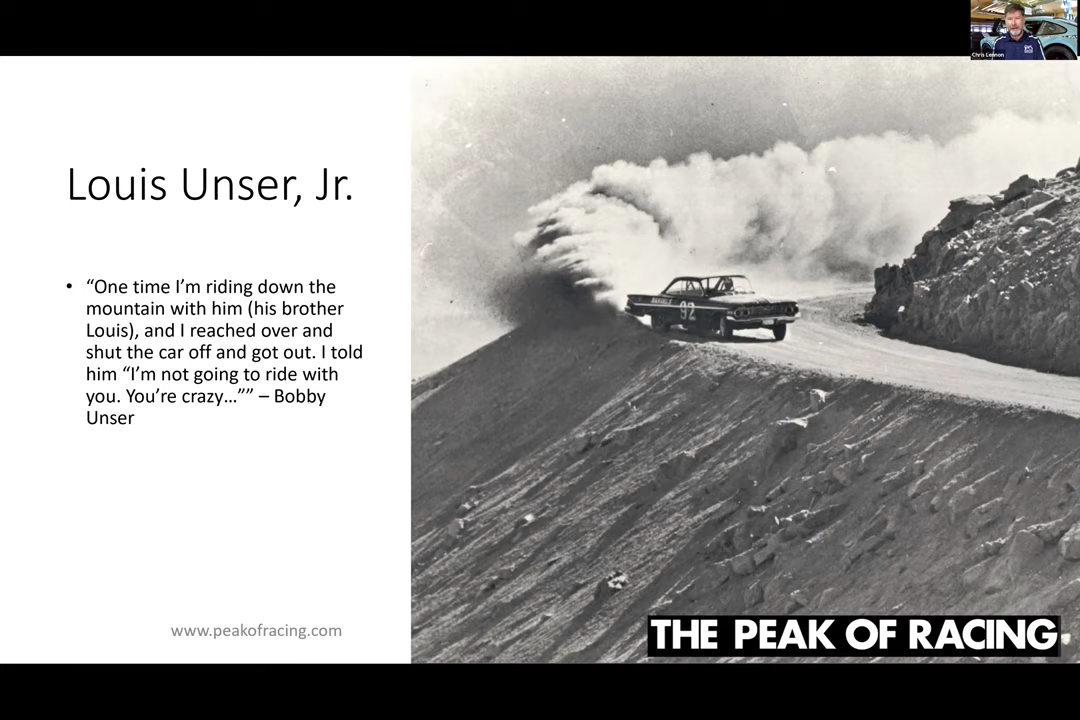 Chris Lennon
Louis Unser, Jr.
• “One time I’m riding down the
mountain with him (his brother
Louis), and I reached over and
shut the car off and got out. I told
him “I’m not going to ride with
you. You’re crazy…”” – Bobby
Unser
92
www.peakofracing.com
THE PEAK OF RACING